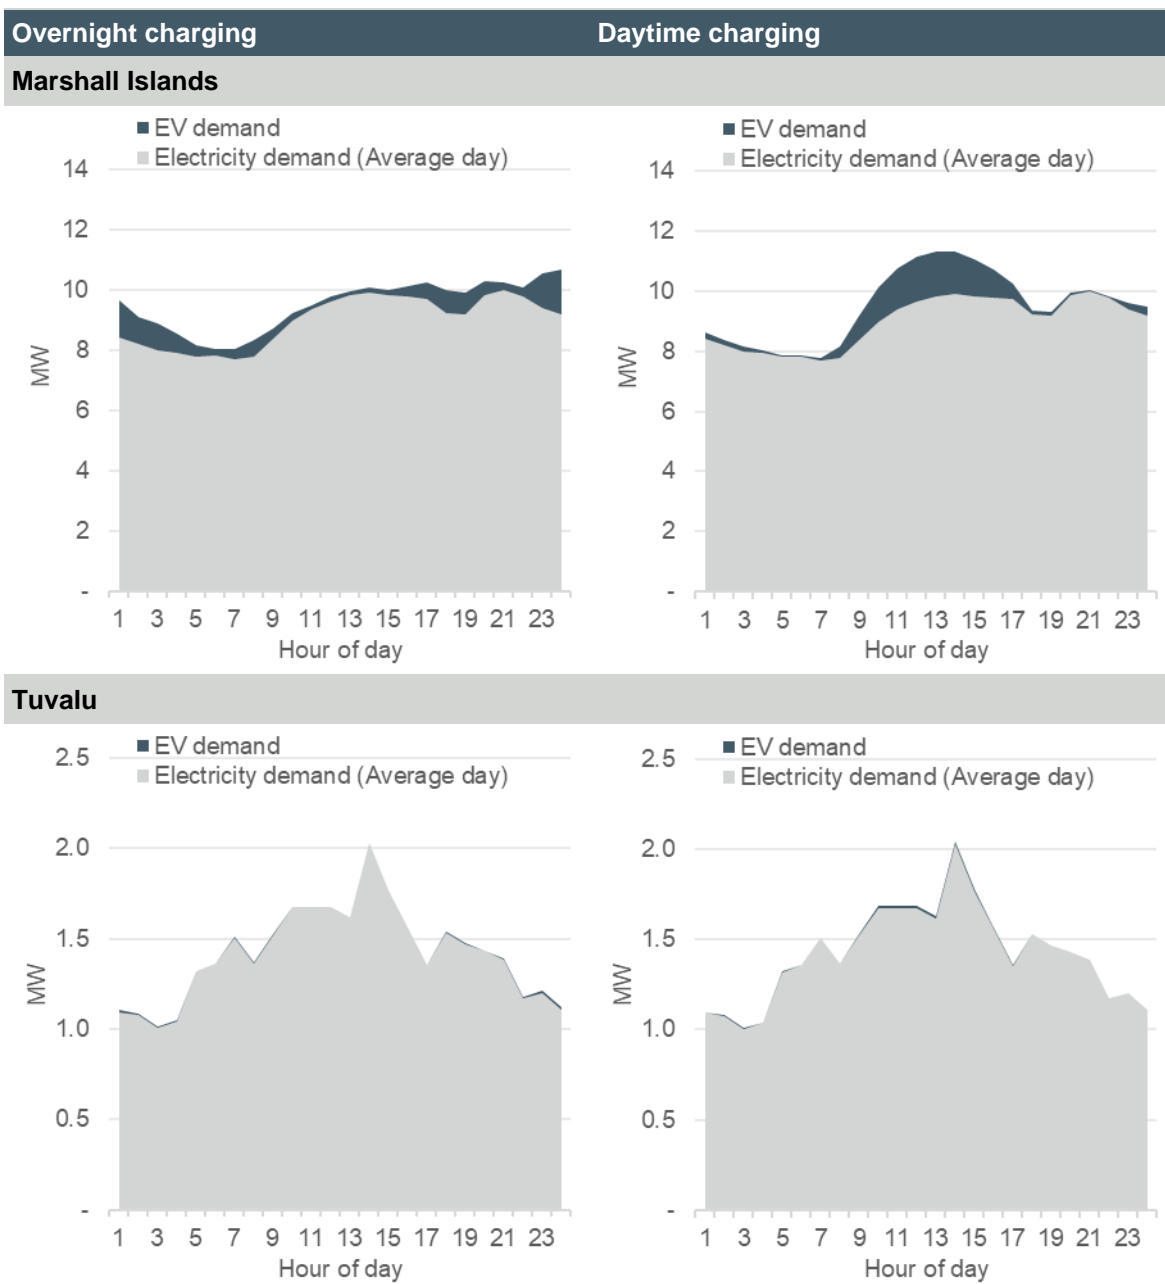 Overnight charging Daytime charging
Marshall Islands
EV demand
Electricity demand (Average day)
14
12
10
8
6
4
2
-
MW
1 3 5 7 9 11 13 15 17 19 21 23
Hour of day
EV demand
Electricity demand (Average day)
14
12
10
8
6
4
2
-
MW
1 3 5 7 9 11 13 15 17 19 21 23
Hour of day
Tuvalu
EV demand
Electricity demand (Average day)
2.5
2.0
1.5
1.0
0.5
-
MW
1 3 5 7 9 11 13 15 17 19 21 23
Hour of day
EV demand
Electricity demand (Average day)
2.5
2.0
1.5
1.0
0.5
-
MW
1 3 5 7 9 11 13 15 17 19 21 23
Hour of day